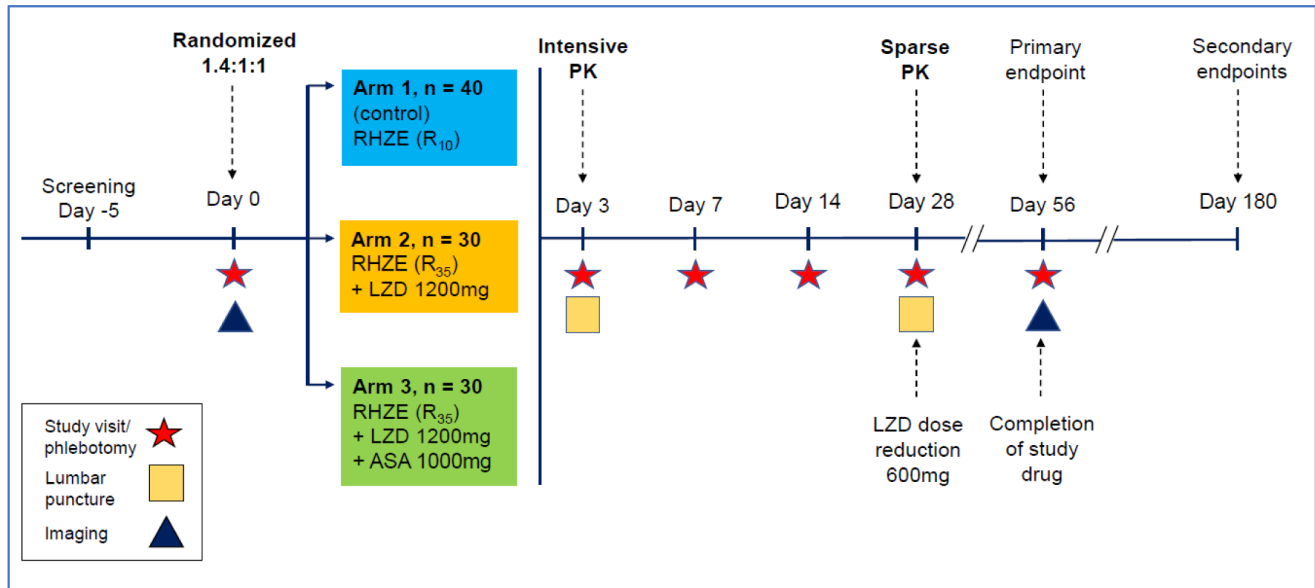 Randomized
1.4:1:1
Intensive
PK
Sparse
PK
Primary
endpoint
Secondary
endpoints
Arm 1, n = 40
(control)
RHZE (R₁₀)
Screening
Day -5
Day 0
Day 3
Day 7
Day 14
Day 28
Day 56
Day 180
Arm 2, n = 30
RHZE (R₃₅)
+ LZD 1200mg
Arm 3, n = 30
RHZE (R₃₅)
+ LZD 1200mg
+ ASA 1000mg
LZD dose
reduction
600mg
Completion
of study
drug
Study visit/
phlebotomy
Lumbar
puncture
Imaging